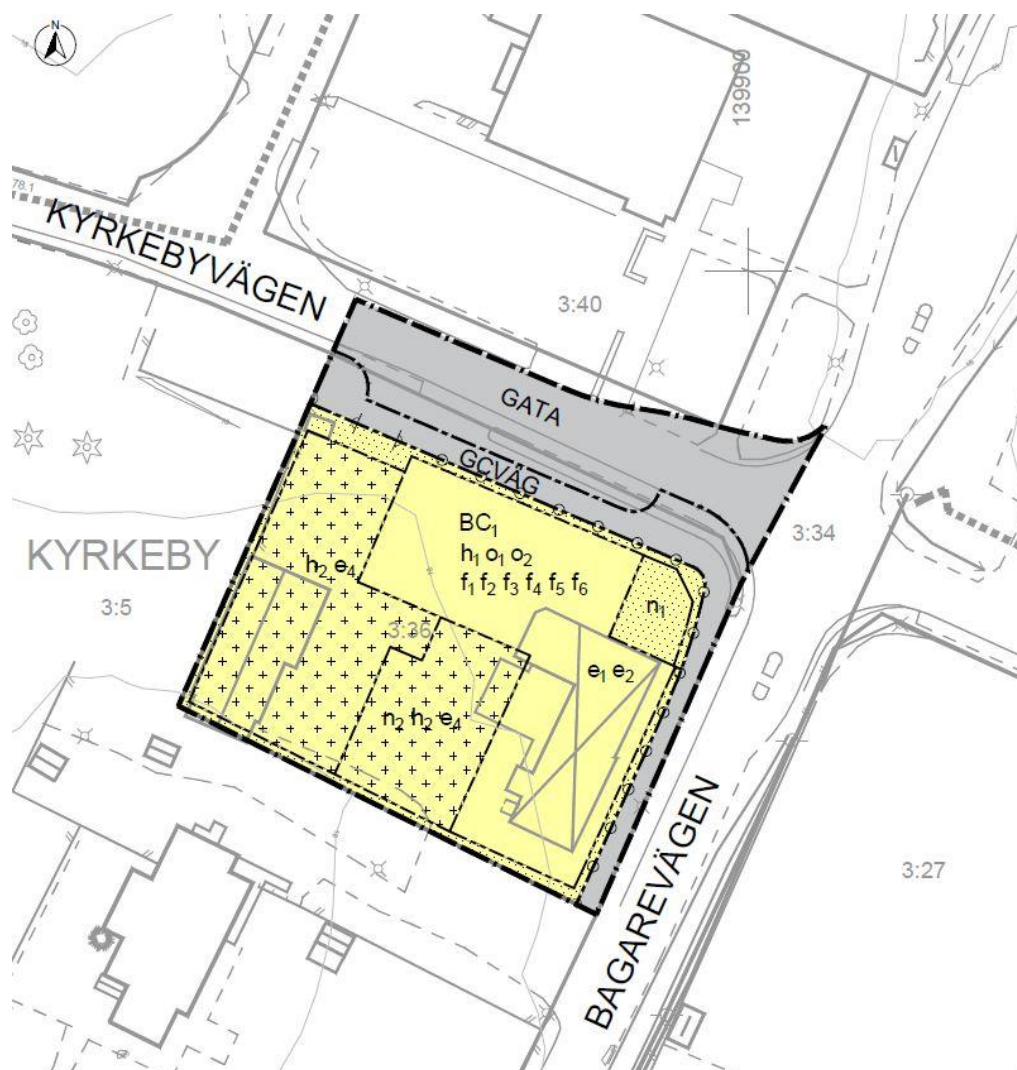 N
139900
78.1
KYRKEBYVÄGEN
3:40
GATA
GCVÄG
BC₁
h₁ o₁ o₂
f₁ f₂ f₃ f₄ f₅ f₆
3:34
KYRKEBY
h₂ e₄
n₁
3:5
3:36
e₁ e₂
n₂ h₂ e₄
BAGAREVÄGEN
3:27